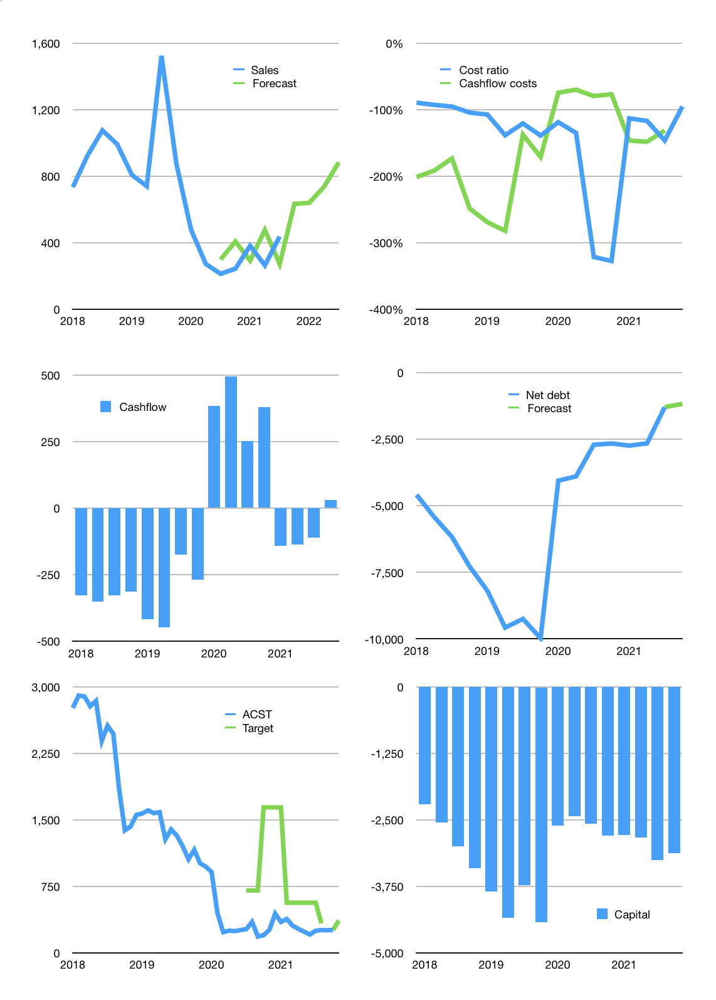 1,600
1,200
800
400
0
2018 2019 2020 2021 2022
Sales
Forecast
0%
-100%
-200%
-300%
-400%
2018 2019 2020 2021
Cost ratio
Cashflow costs
500
250
0
-250
-500
2018 2019 2020 2021
Cashflow
0
-2,500
-5,000
-7,500
-10,000
2018 2019 2020 2021
Net debt
Forecast
3,000
2,250
1,500
750
0
2018 2019 2020 2021
ACST
Target
0
-1,250
-2,500
-3,750
-5,000
2018 2019 2020 2021
Capital